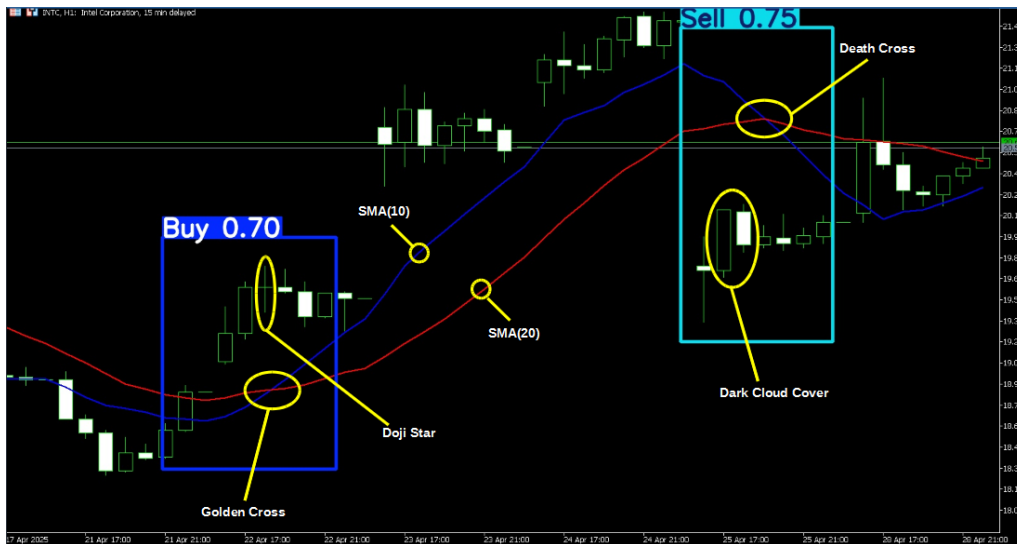 INTC, H1: Intel Corporation, 15 min delayed
Sell 0.75
Death Cross
Buy 0.70
SMA(10)
SMA(20)
Dark Cloud Cover
Doji Star
Golden Cross
21.4
21.3
21.0
20.8
20.6
20.4
20.2
20.1
19.9
19.8
19.6
19.5
19.3
19.2
19.0
18.9
18.7
18.6
18.4
18.3
18.1
18.0
17 Apr 2025
21 Apr 17:00
21 Apr 21:00
22 Apr 17:00
22 Apr 21:00
23 Apr 17:00
23 Apr 21:00
24 Apr 17:00
24 Apr 21:00
25 Apr 17:00
25 Apr 21:00
28 Apr 17:00
28 Apr 21:00